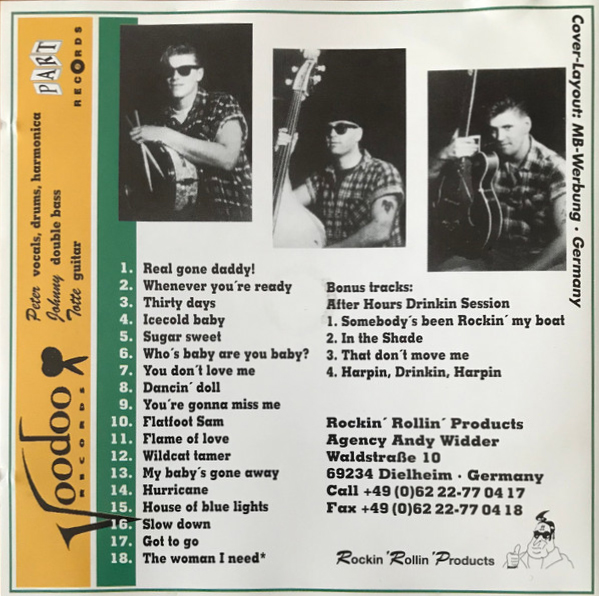 PART
RECORDS
Peter vocals, drums, harmonica
Johnny double bass
Totte guitar
Voodoo
RECORDS
Cover-Layout: MB-Werbung · Germany
1. Real gone daddy!
2. Whenever you´re ready
3. Thirty days
4. Icecold baby
5. Sugar sweet
6. Who´s baby are you baby?
7. You don´t love me
8. Dancin´ doll
9. You´re gonna miss me
10. Flatfoot Sam
11. Flame of love
12. Wildcat tamer
13. My baby´s gone away
14. Hurricane
15. House of blue lights
16. Slow down
17. Got to go
18. The woman I need*
Bonus tracks:
After Hours Drinkin Session
1. Somebody´s been Rockin´ my boat
2. In the Shade
3. That don´t move me
4. Harpin, Drinkin, Harpin
Rockin´ Rollin´ Products
Agency Andy Widder
Waldstraße 10
69234 Dielheim · Germany
Call +49 (0)62 22-77 04 17
Fax +49 (0)62 22-77 04 18
Rockin´Rollin´Products